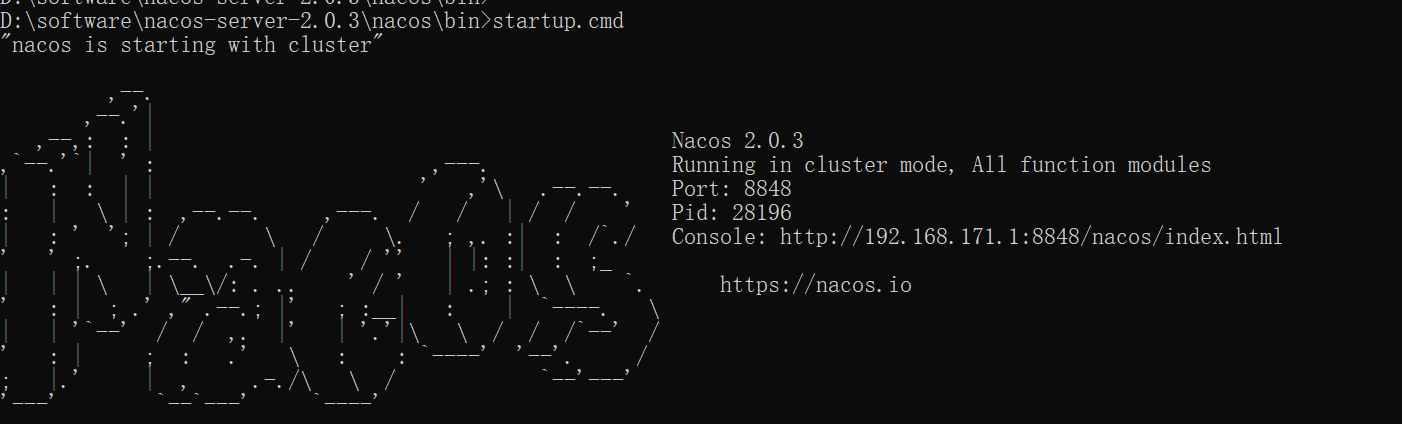 D:\software\nacos-server-2.0.3\nacos\bin>
D:\software\nacos-server-2.0.3\nacos\bin>startup.cmd
"nacos is starting with cluster"
Nacos 2.0.3
Running in cluster mode, All function modules
Port: 8848
Pid: 28196
Console: http://192.168.171.1:8848/nacos/index.html
https://nacos.io